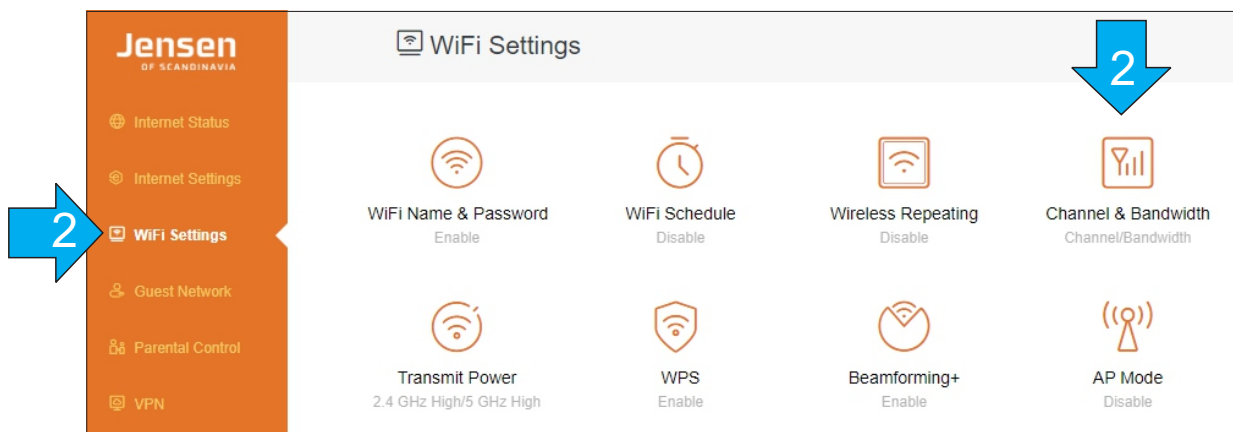 Jensen
OF SCANDINAVIA
WiFi Settings
2
Internet Status
Internet Settings
2
WiFi Settings
Guest Network
Parental Control
VPN
WiFi Name & Password
Enable
WiFi Schedule
Disable
Wireless Repeating
Disable
Channel & Bandwidth
Channel/Bandwidth
Transmit Power
2.4 GHz High/5 GHz High
WPS
Enable
Beamforming+
Enable
AP Mode
Disable